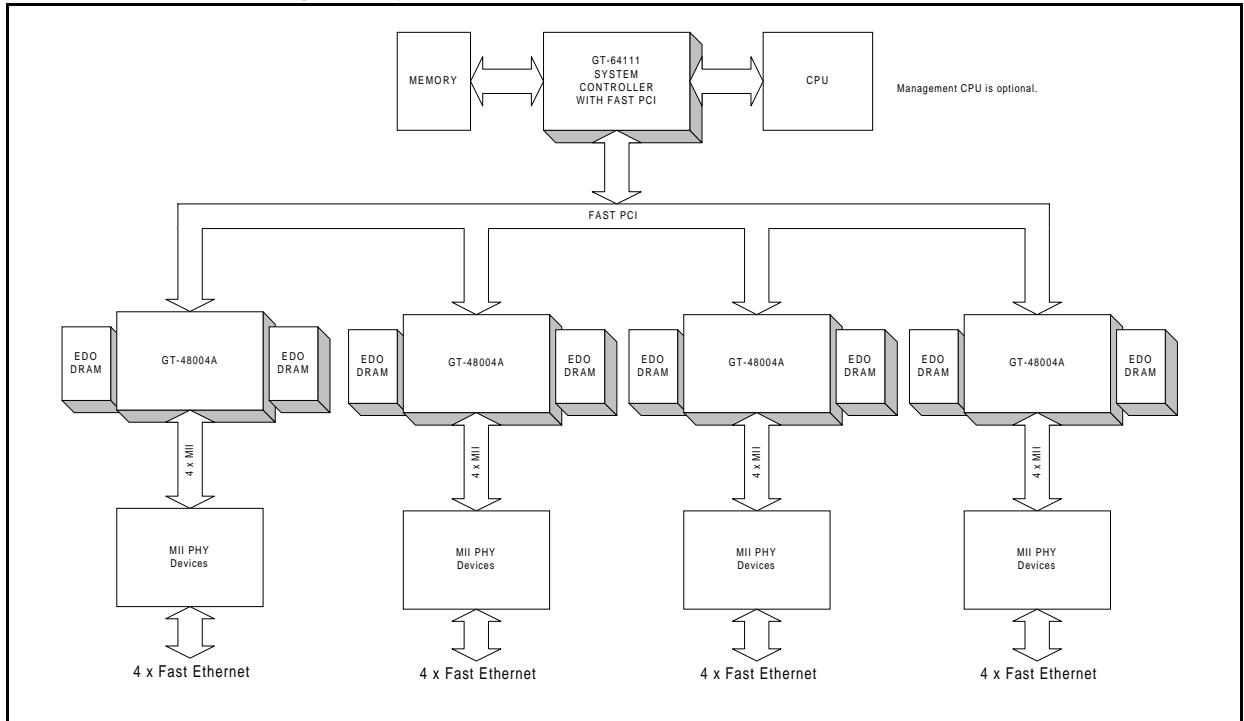 MEMORY
GT-64111
SYSTEM
CONTROLLER
WITH FAST PCI
CPU
Management CPU is optional.
FAST PCI
EDO
DRAM
GT-48004A
EDO
DRAM
EDO
DRAM
GT-48004A
EDO
DRAM
EDO
DRAM
GT-48004A
EDO
DRAM
EDO
DRAM
GT-48004A
EDO
DRAM
4 x MII
4 x MII
4 x MII
4 x MII
MII PHY
Devices
MII PHY
Devices
MII PHY
Devices
MII PHY
Devices
4 x Fast Ethernet
4 x Fast Ethernet
4 x Fast Ethernet
4 x Fast Ethernet